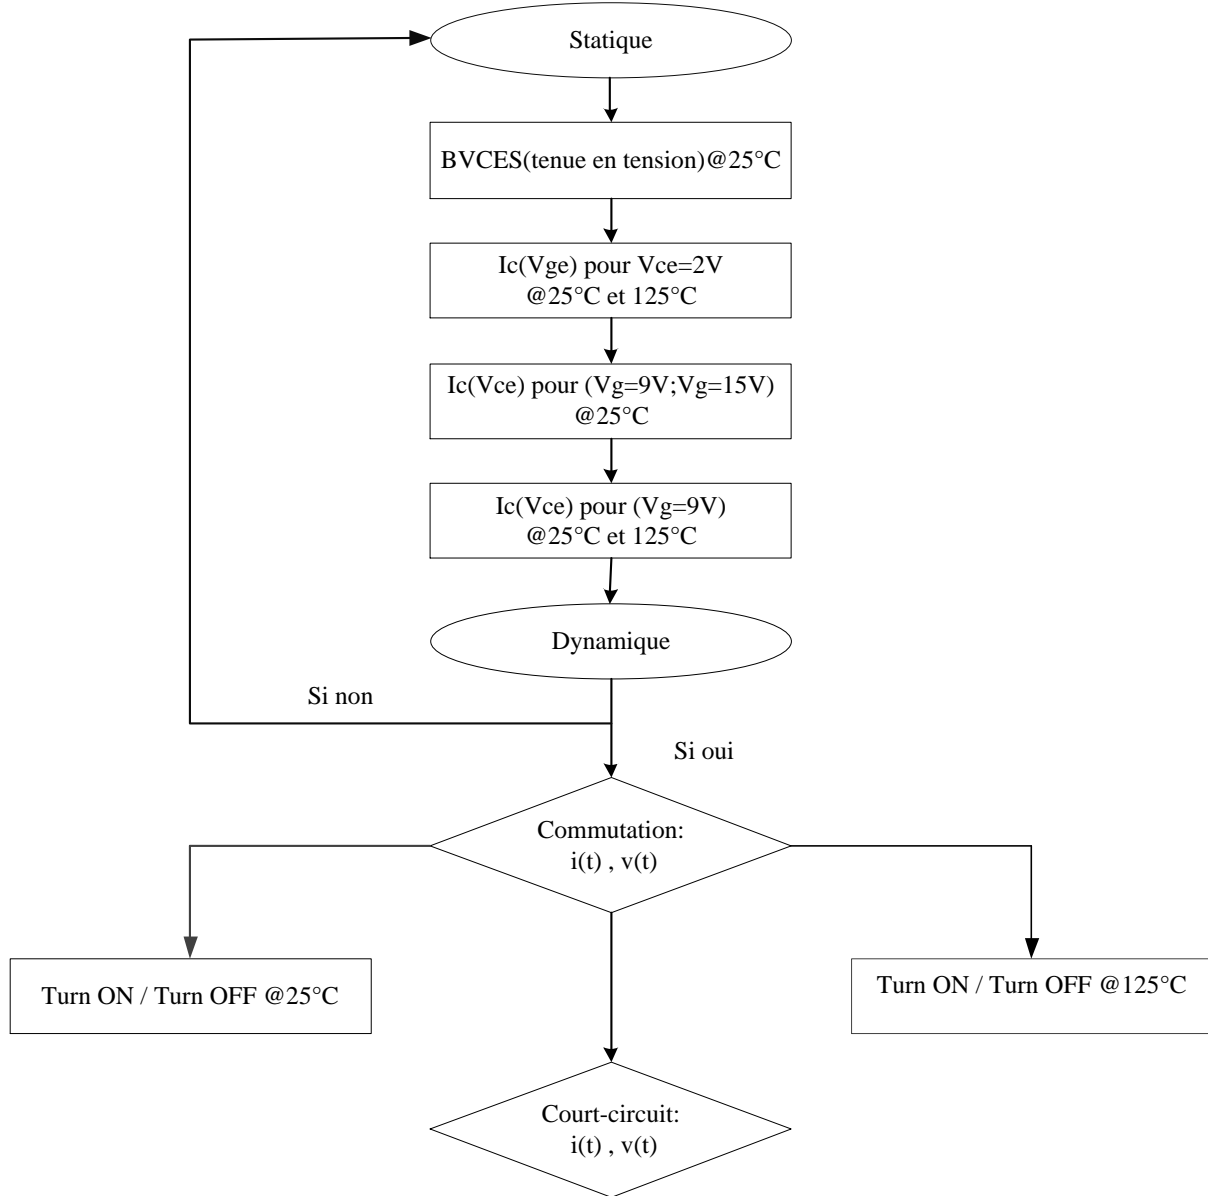 Statique
BVCES(tenue en tension)@25°C
Ic(Vge) pour Vce=2V
@25°C et 125°C
Ic(Vce) pour (Vg=9V;Vg=15V)
@25°C
Ic(Vce) pour (Vg=9V)
@25°C et 125°C
Dynamique
Si non
Si oui
Commutation:
i(t) , v(t)
Turn ON / Turn OFF @25°C
Turn ON / Turn OFF @125°C
Court-circuit:
i(t) , v(t)